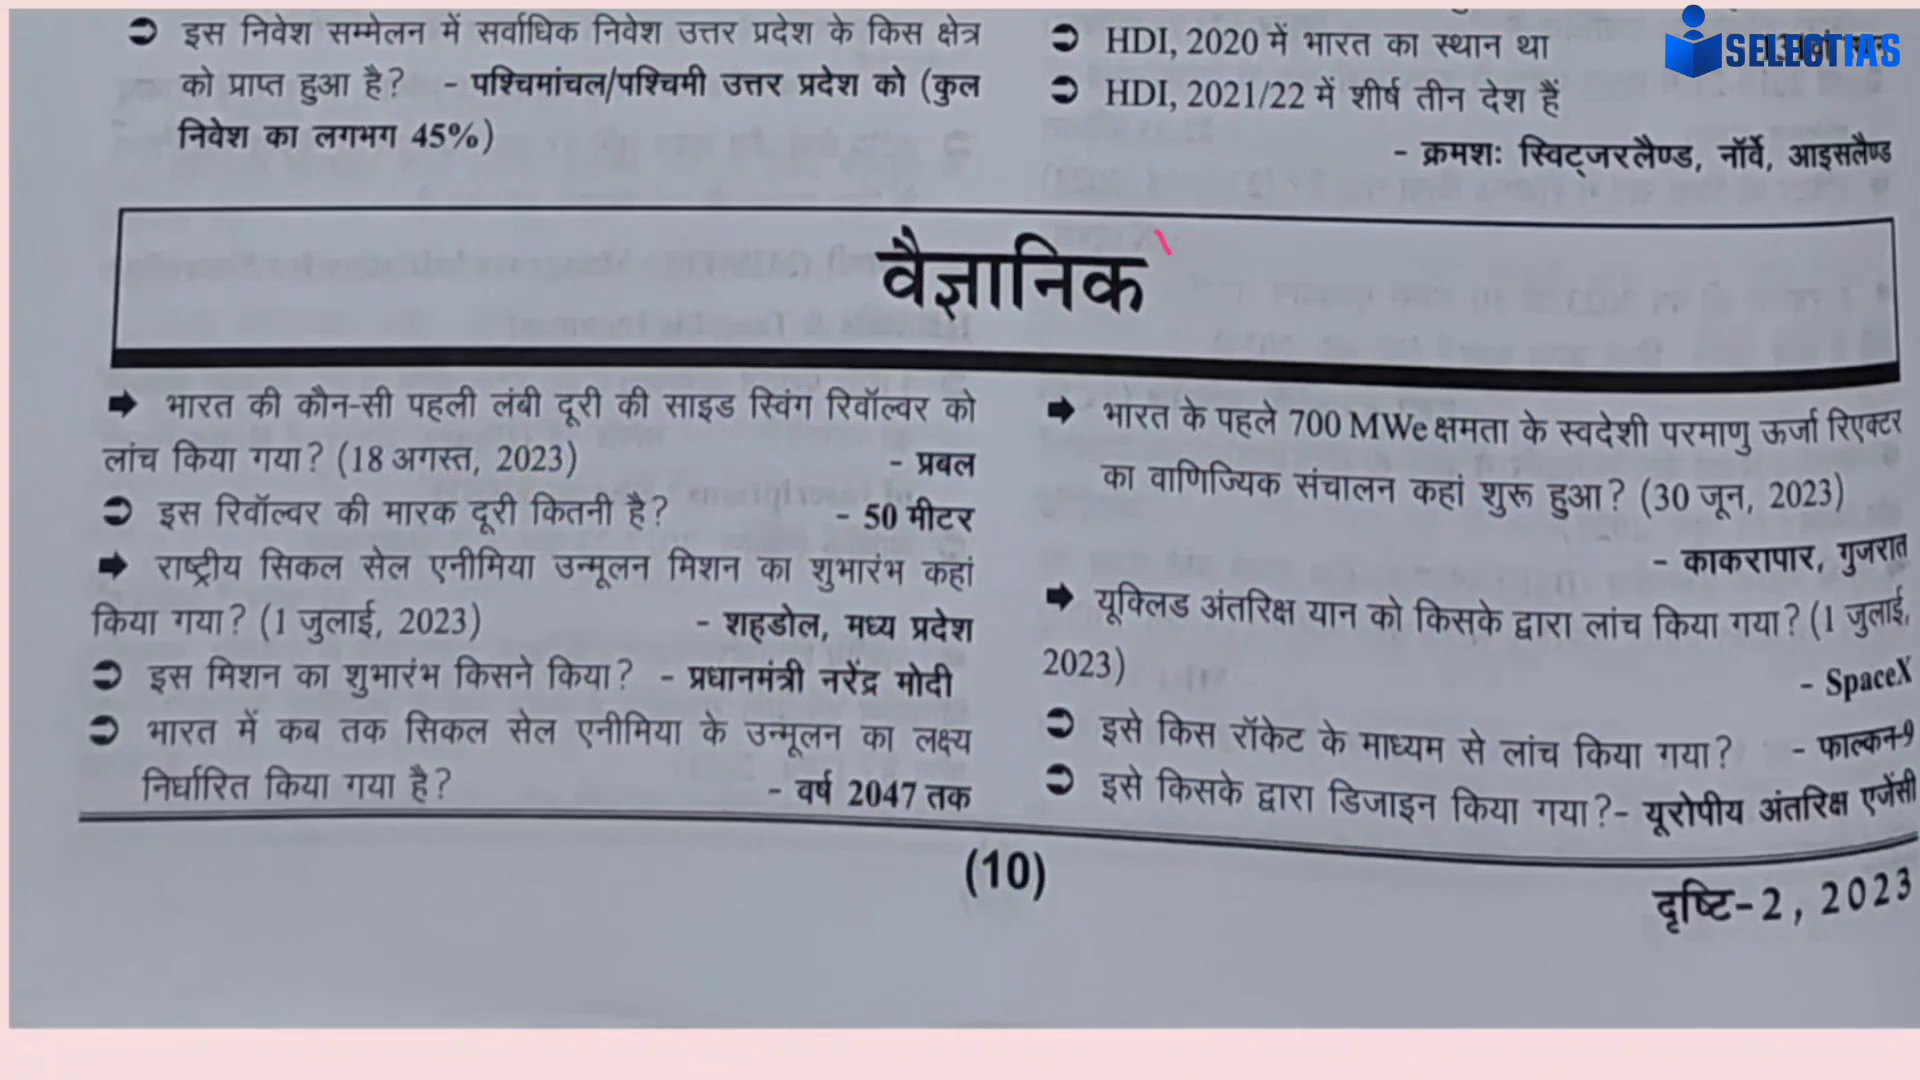 इस निवेश सम्मेलन में सर्वाधिक निवेश उत्तर प्रदेश के किस क्षेत्र
को प्राप्त हुआ है? - पश्चिमांचल/पश्चिमी उत्तर प्रदेश को (कुल
निवेश का लगभग 45%)
HDI, 2020 में भारत का स्थान था
HDI, 2021/22 में शीर्ष तीन देश हैं
- क्रमशः स्विट्जरलैण्ड, नॉर्वे, आइसलैण्ड
SELECTIAS
वैज्ञानिक
भारत की कौन-सी पहली लंबी दूरी की साइड स्विंग रिवॉल्वर को
लांच किया गया? (18 अगस्त, 2023) - प्रबल
इस रिवॉल्वर की मारक दूरी कितनी है? - 50 मीटर
राष्ट्रीय सिकल सेल एनीमिया उन्मूलन मिशन का शुभारंभ कहां
किया गया? (1 जुलाई, 2023) - शहडोल, मध्य प्रदेश
इस मिशन का शुभारंभ किसने किया? - प्रधानमंत्री नरेंद्र मोदी
भारत में कब तक सिकल सेल एनीमिया के उन्मूलन का लक्ष्य
निर्धारित किया गया है? - वर्ष 2047 तक
भारत के पहले 700 MWe क्षमता के स्वदेशी परमाणु ऊर्जा रिएक्टर
का वाणिज्यिक संचालन कहां शुरू हुआ? (30 जून, 2023)
- काकरापार, गुजरात
यूक्लिड अंतरिक्ष यान को किसके द्वारा लांच किया गया? (1 जुलाई,
2023) - SpaceX
इसे किस रॉकेट के माध्यम से लांच किया गया? - फाल्कन-9
इसे किसके द्वारा डिजाइन किया गया?- यूरोपीय अंतरिक्ष एजेंसी
(10)
दृष्टि-2, 2023